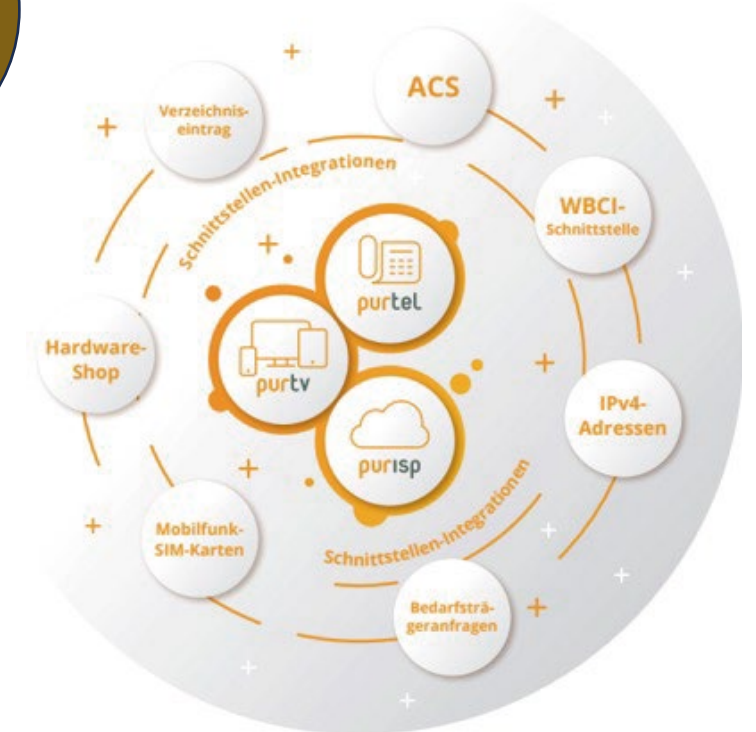 ACS
Verzeichnis-
eintrag
Schnittstellen-Integrationen
WBCI-
Schnittstelle
purtel
purtv
Hardware-
Shop
IPv4-
Adressen
purisp
Schnittstellen-Integrationen
Mobilfunk-
SIM-Karten
Bedarfsträ-
geranfragen